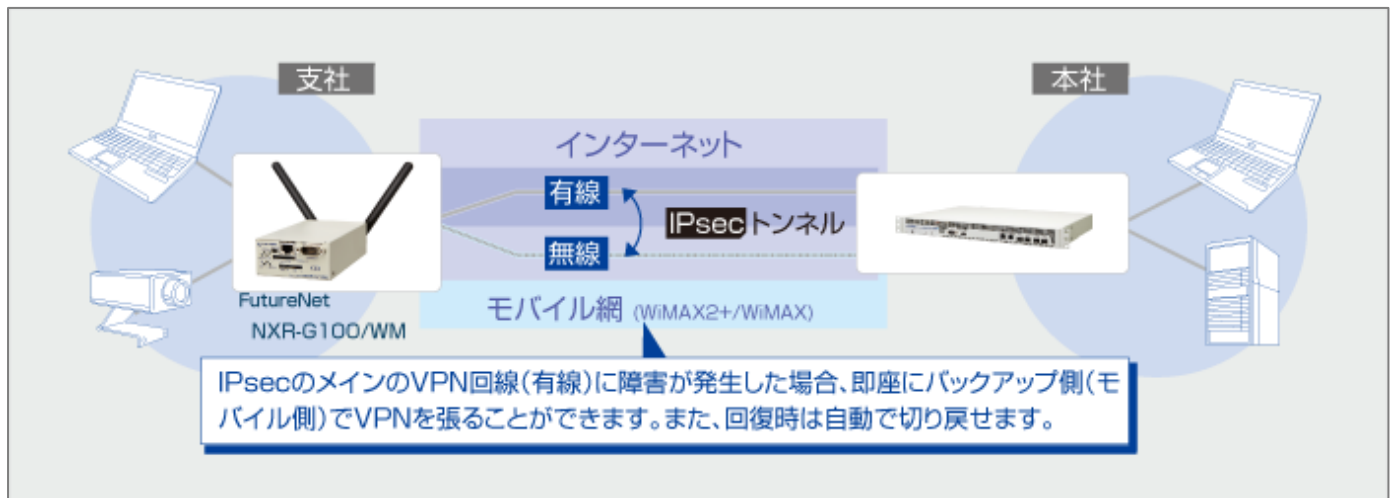 支社
本社
インターネット
有線
IPsecトンネル
無線
FutureNet
NXR-G100/WM
モバイル網 (WiMAX2+/WiMAX)
IPsecのメインのVPN回線(有線)に障害が発生した場合、即座にバックアップ側(モ
バイル側)でVPNを張ることができます。また、回復時は自動で切り戻せます。